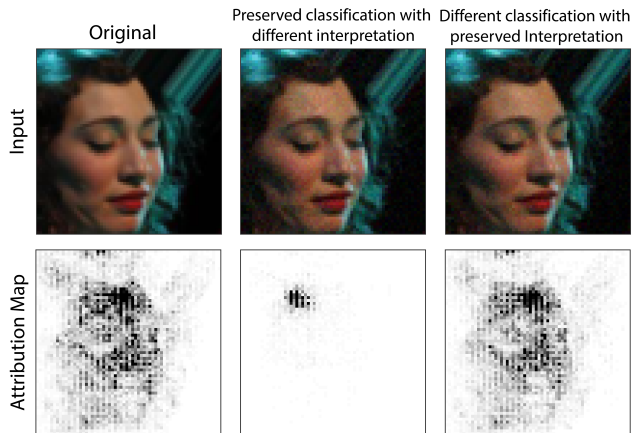 Original
Preserved classification with
different interpretation
Different classification with
preserved Interpretation
Input
Attribution Map